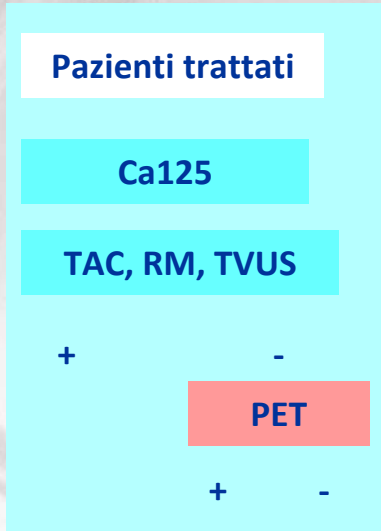 Pazienti trattati
Ca125
TAC, RM, TVUS
+ -
PET
+ -